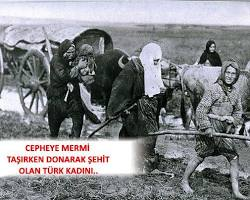 CEPHEYE MERMİ
TAŞIRKEN DONARAK ŞEHİT
OLAN TÜRK KADINI..